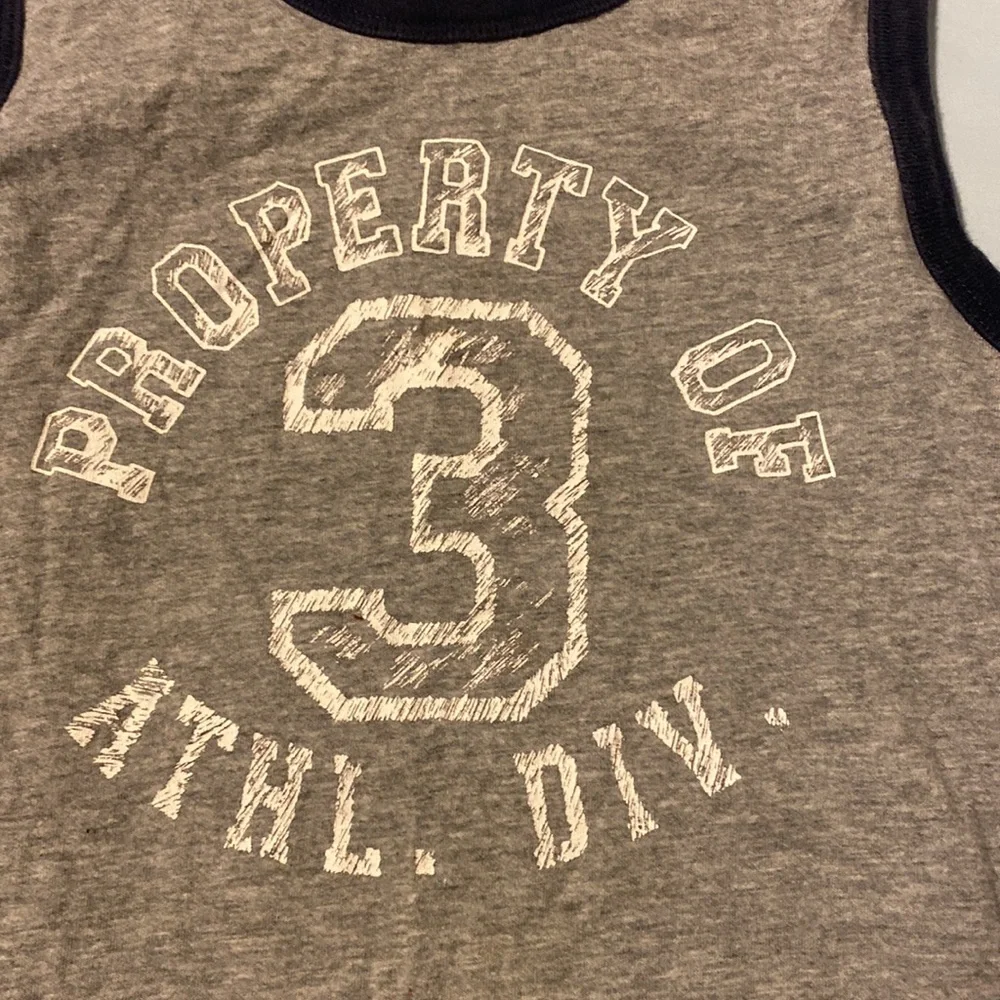 PROPERTY OF
3
ATHL. DIV.